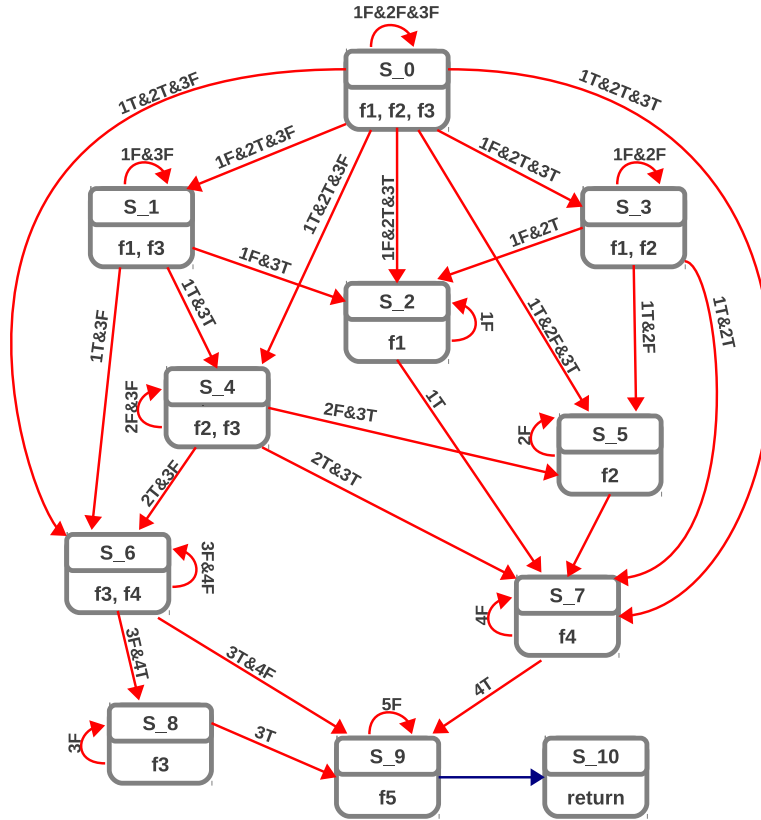 1F&2F&3F
S_0
f1, f2, f3
1T&2T&3F
1T&2T&3T
1F&2T&3F
1T&2T&3F
1F&2T&3T
1F&2T&3T
1F&3F
S_1
f1, f3
1F&2F
S_3
f1, f2
1F&3T
1F&2T
1T&3F
1T&3T
S_2
f1
1F
1T&2F&3T
1T&2F
1T&2T
2F&3F
S_4
f2, f3
2F&3T
1T
2F
S_5
f2
2T&3F
2T&3T
S_6
f3, f4
3F&4F
4F
S_7
f4
3F&4T
3T&4F
4T
3F
S_8
f3
3T
5F
S_9
f5
S_10
return